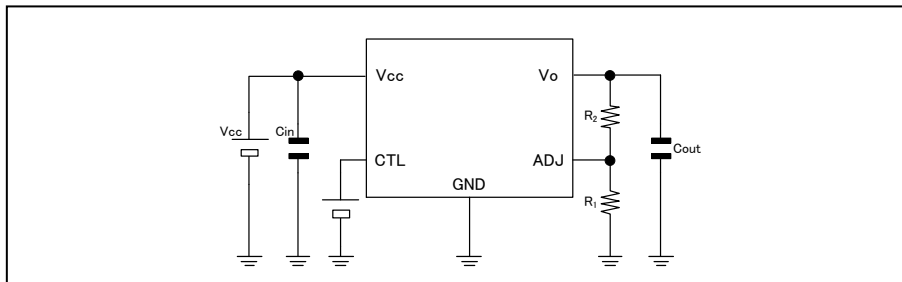 Vcc
Vo
R₂
Vcc
Cin
Cout
CTL
ADJ
GND
R₁